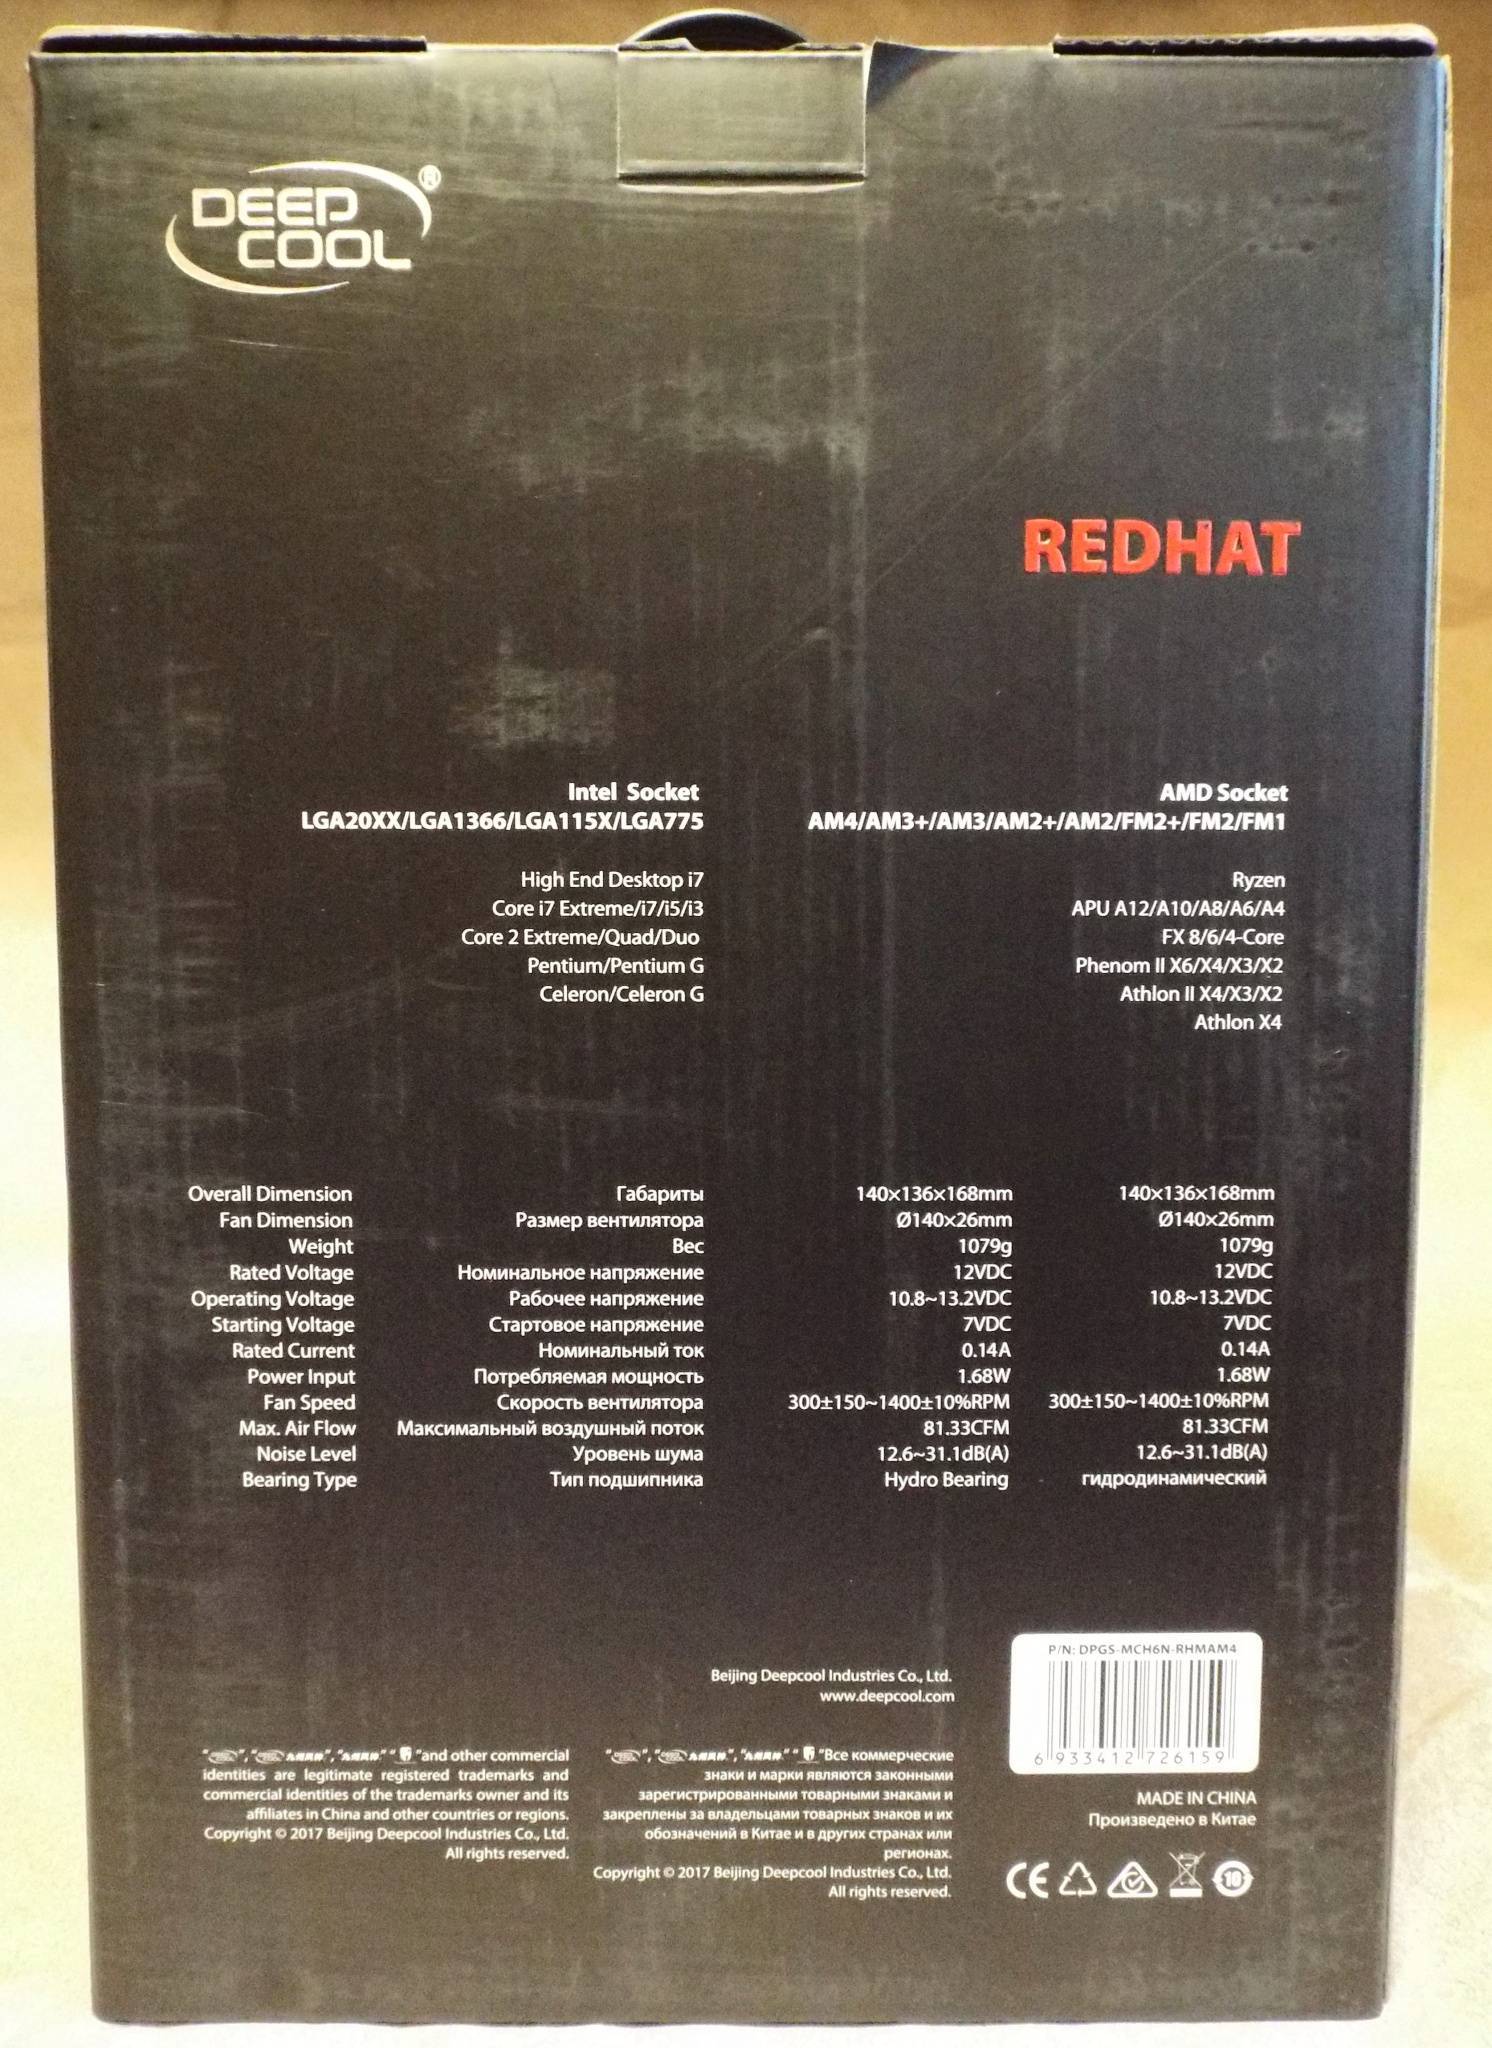 DEEP
COOL®
REDHAT
Intel Socket
LGA20XX/LGA1366/LGA115X/LGA775
High End Desktop i7
Core i7 Extreme/i7/i5/i3
Core 2 Extreme/Quad/Duo
Pentium/Pentium G
Celeron/Celeron G
AMD Socket
AM4/AM3+/AM3/AM2+/AM2/FM2+/FM2/FM1
Ryzen
APU A12/A10/A8/A6/A4
FX 8/6/4-Core
Phenom II X6/X4/X3/X2
Athlon II X4/X3/X2
Athlon X4
Overall Dimension Габариты 140×136×168mm 140×136×168mm
Fan Dimension Размер вентилятора Ø140×26mm Ø140×26mm
Weight Вес 1079g 1079g
Rated Voltage Номинальное напряжение 12VDC 12VDC
Operating Voltage Рабочее напряжение 10.8~13.2VDC 10.8~13.2VDC
Starting Voltage Стартовое напряжение 7VDC 7VDC
Rated Current Номинальный ток 0.14A 0.14A
Power Input Потребляемая мощность 1.68W 1.68W
Fan Speed Скорость вентилятора 300±150~1400±10%RPM 300±150~1400±10%RPM
Max. Air Flow Максимальный воздушный поток 81.33CFM 81.33CFM
Noise Level Уровень шума 12.6~31.1dB(A) 12.6~31.1dB(A)
Bearing Type Тип подшипника Hydro Bearing гидродинамический
Beijing Deepcool Industries Co., Ltd.
www.deepcool.com
and other commercial
identities are legitimate registered trademarks and
commercial identities of the trademarks owner and its
affiliates in China and other countries or regions.
Copyright © 2017 Beijing Deepcool Industries Co., Ltd.
All rights reserved.
Все коммерческие
знаки и марки являются законными
зарегистрированными товарными знаками и
закреплены за владельцами товарных знаков и их
обозначений в Китае и в других странах или
регионах.
Copyright © 2017 Beijing Deepcool Industries Co., Ltd.
All rights reserved.
P/N: DPGS-MCH6N-RHMAM4
6 933412 726159
MADE IN CHINA
Произведено в Китае
CE
10